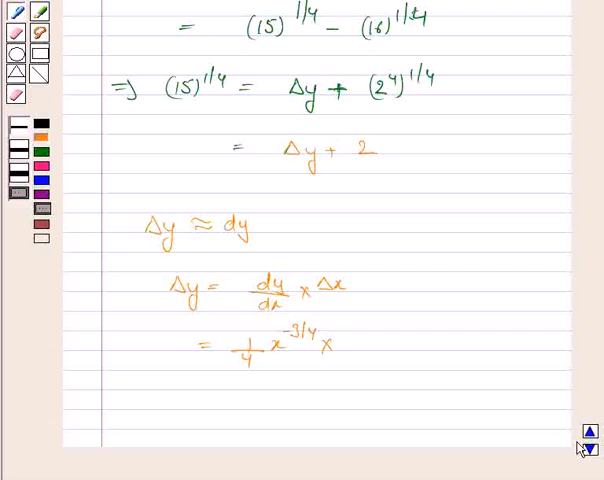 = (15)^1/4 - (16)^1/4
⇒ (15)^1/4 = Δy + (2^4)^1/4
= Δy + 2
Δy ≈ dy
Δy = dy/dx × Δx
= 1/4 x^-3/4 ×